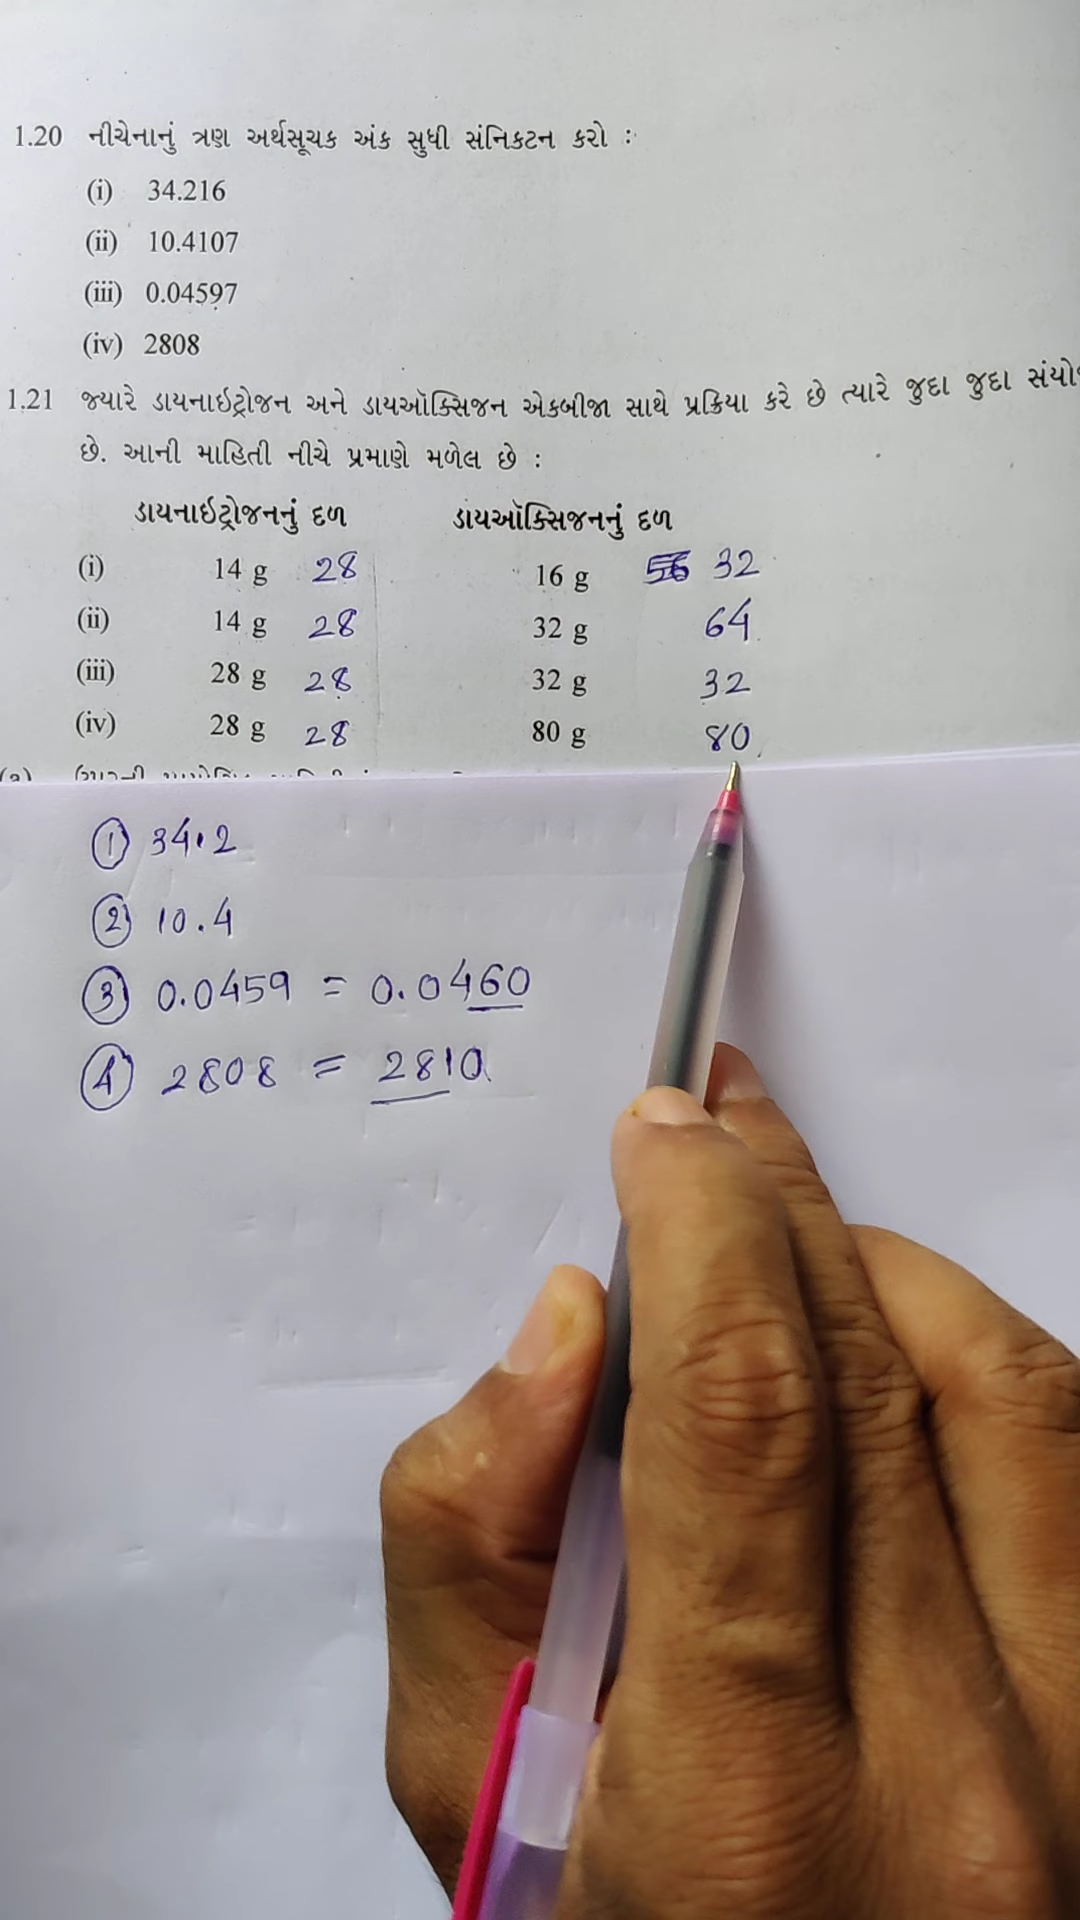 1.20 નીચેનાનું ત્રણ અર્થસૂચક અંક સુધી સંનિકટન કરો :
(i) 34.216
(ii) 10.4107
(iii) 0.04597
(iv) 2808
1.21 જ્યારે ડાયનાઇટ્રોજન અને ડાયઑક્સિજન એકબીજા સાથે પ્રક્રિયા કરે છે ત્યારે જુદા જુદા
છે. આની માહિતી નીચે પ્રમાણે મળેલ છે :
ડાયનાઇટ્રોજનનું દળ ડાયઑક્સિજનનું દળ
(i) 14 g 28 16 g 56 32
(ii) 14 g 28 32 g 64
(iii) 28 g 28 32 g 32
(iv) 28 g 28 80 g 80
① 34.2
② 10.4
③ 0.0459 = 0.0460
④ 2808 = 2810